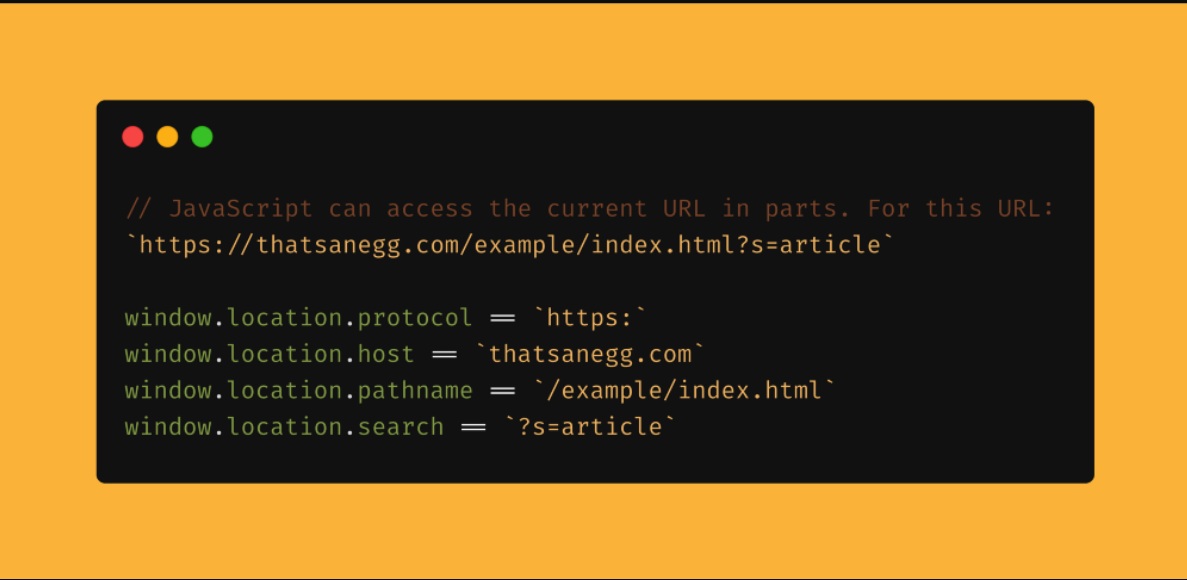 // JavaScript can access the current URL in parts. For this URL:
`https://thatsanegg.com/example/index.html?s=article`
window.location.protocol == `https:`
window.location.host == `thatsanegg.com`
window.location.pathname == `/example/index.html`
window.location.search == `?s=article`